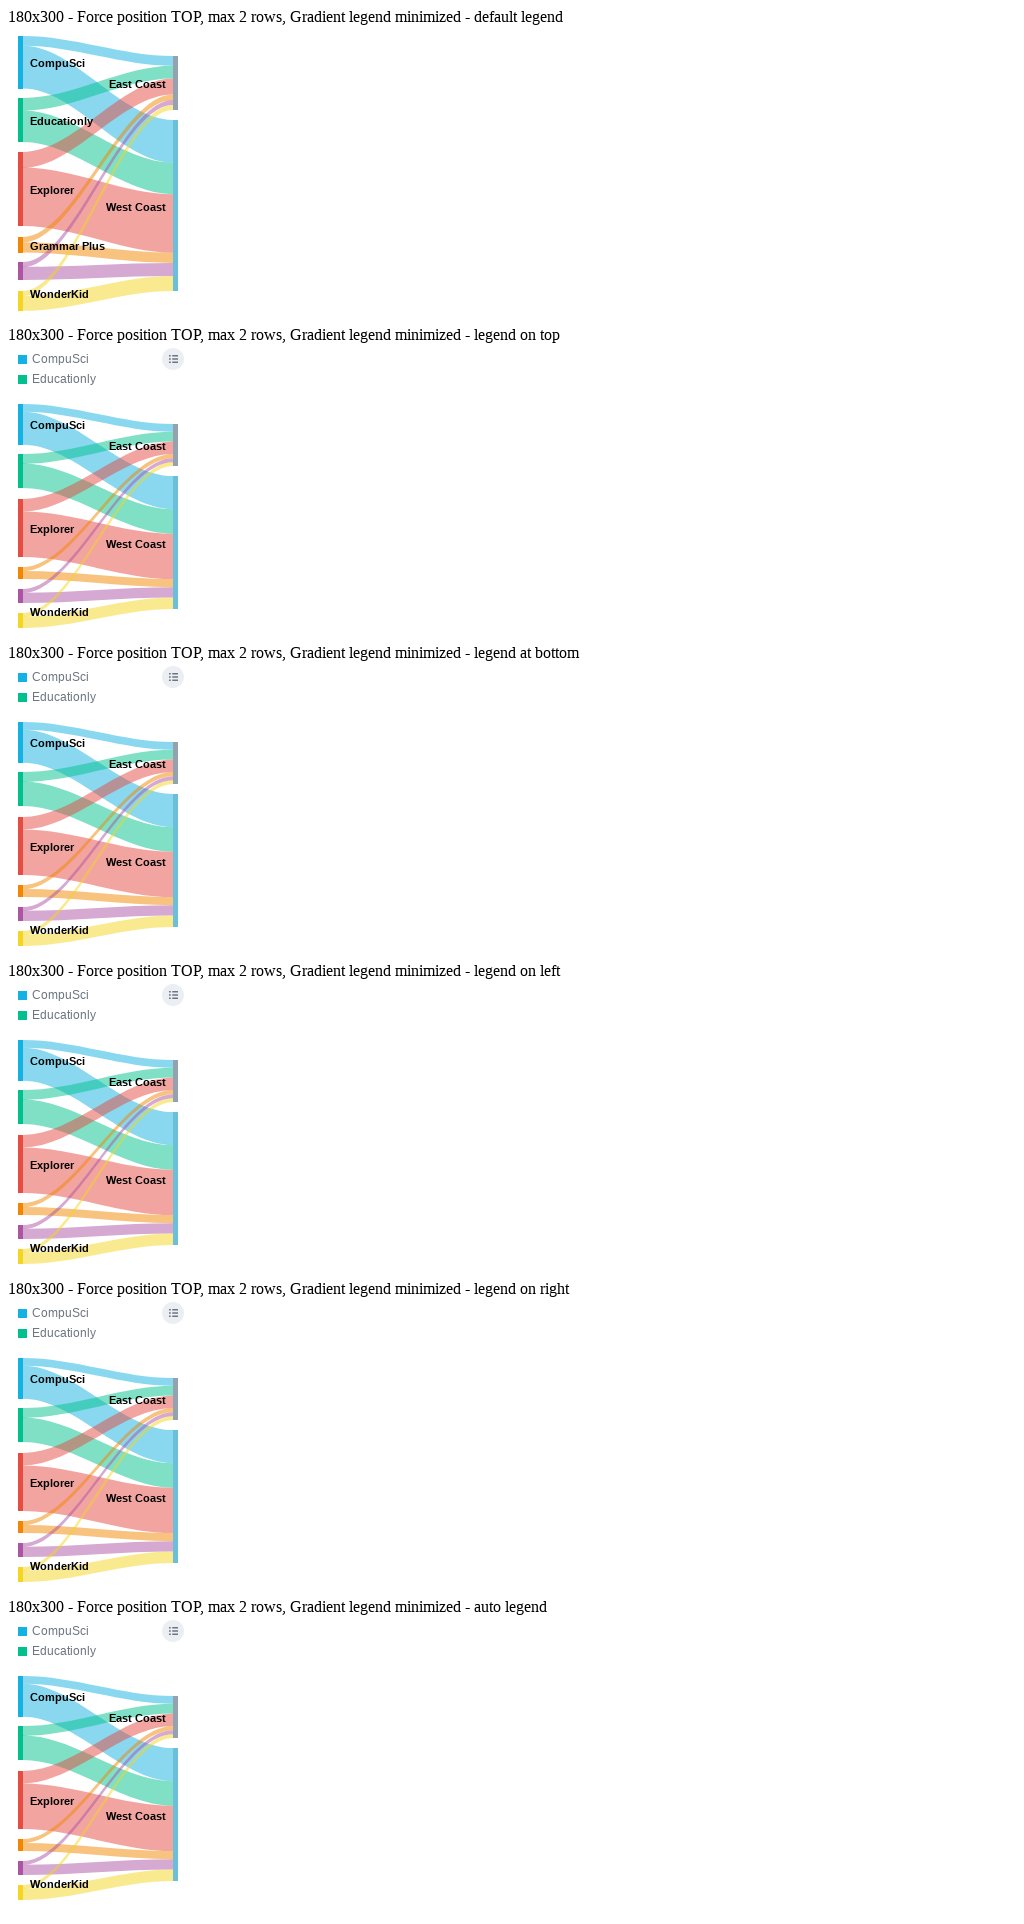 180x300 - Force position TOP, max 2 rows, Gradient legend minimized - default legend
CompuSci
East Coast
Educationly
Explorer
West Coast
Grammar Plus
WonderKid
180x300 - Force position TOP, max 2 rows, Gradient legend minimized - legend on top
CompuSci
Educationly
CompuSci
East Coast
Explorer
West Coast
WonderKid
180x300 - Force position TOP, max 2 rows, Gradient legend minimized - legend at bottom
CompuSci
Educationly
CompuSci
East Coast
Explorer
West Coast
WonderKid
180x300 - Force position TOP, max 2 rows, Gradient legend minimized - legend on left
CompuSci
Educationly
CompuSci
East Coast
Explorer
West Coast
WonderKid
180x300 - Force position TOP, max 2 rows, Gradient legend minimized - legend on right
CompuSci
Educationly
CompuSci
East Coast
Explorer
West Coast
WonderKid
180x300 - Force position TOP, max 2 rows, Gradient legend minimized - auto legend
CompuSci
Educationly
CompuSci
East Coast
Explorer
West Coast
WonderKid